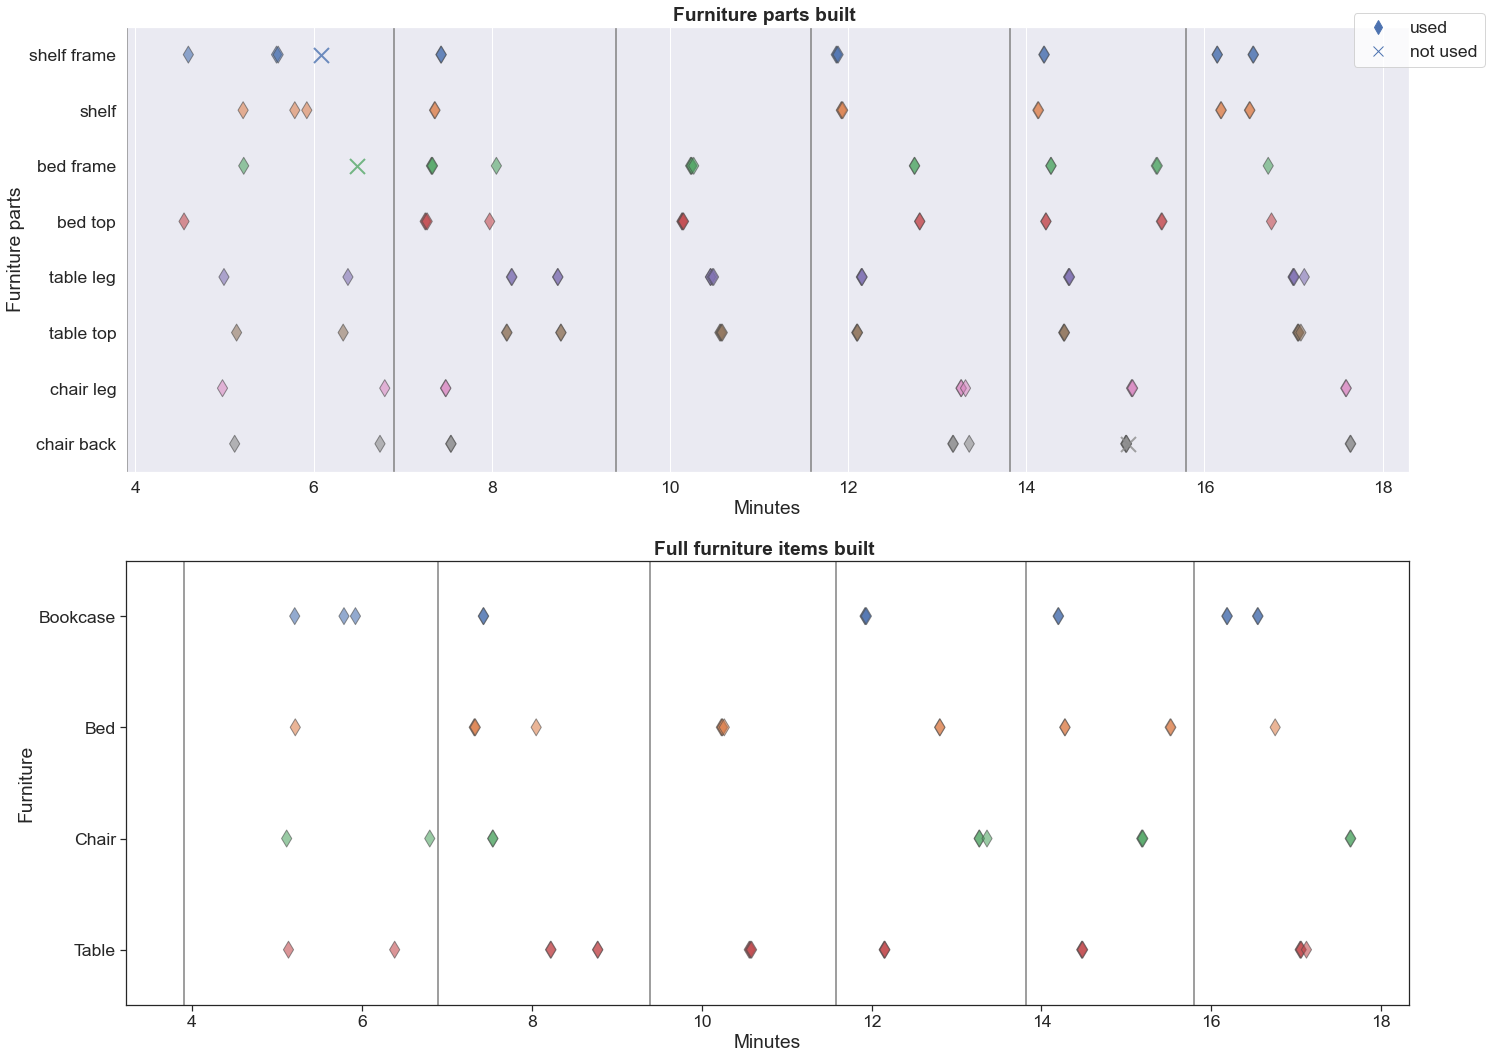 Furniture parts built
used
not used
Furniture parts
shelf frame
shelf
bed frame
bed top
table leg
table top
chair leg
chair back
4 6 8 10 12 14 16 18
Minutes
Full furniture items built
Furniture
Bookcase
Bed
Chair
Table
4 6 8 10 12 14 16 18
Minutes